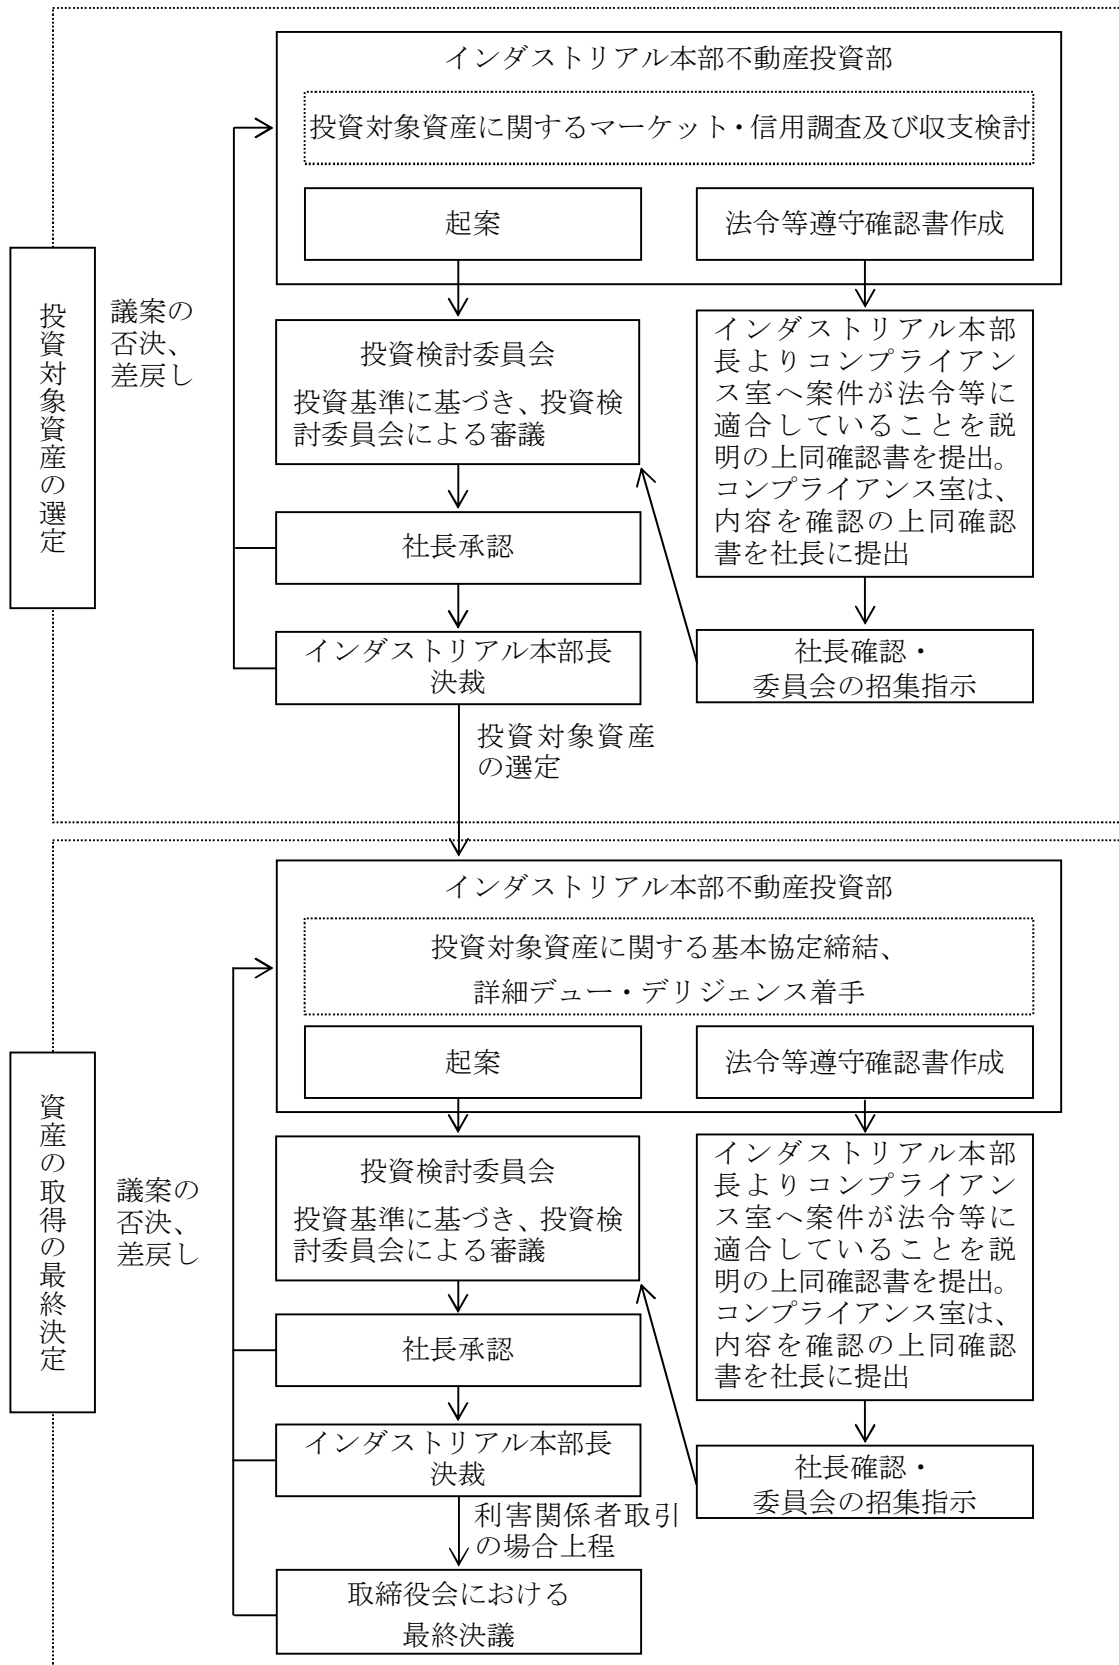 インダストリアル本部不動産投資部
投資対象資産に関するマーケット・信用調査及び収支検討
起案
法令等遵守確認書作成
投資対象資産の選定
議案の
否決、
差戻し
投資検討委員会
投資基準に基づき、投資検
討委員会による審議
インダストリアル本部
長よりコンプライアン
ス室へ案件が法令等に
適合していることを説
明の上同確認書を提出。
コンプライアンス室は、
内容を確認の上同確認
書を社長に提出
社長承認
インダストリアル本部長
決裁
社長確認・
委員会の招集指示
投資対象資産
の選定
インダストリアル本部不動産投資部
投資対象資産に関する基本協定締結、
詳細デュー・デリジェンス着手
起案
法令等遵守確認書作成
資産の取得の最終決定
議案の
否決、
差戻し
投資検討委員会
投資基準に基づき、投資検
討委員会による審議
インダストリアル本部
長よりコンプライアン
ス室へ案件が法令等に
適合していることを説
明の上同確認書を提出。
コンプライアンス室は、
内容を確認の上同確認
書を社長に提出
社長承認
インダストリアル本部長
決裁
社長確認・
委員会の招集指示
利害関係者取引
の場合上程
取締役会における
最終決議